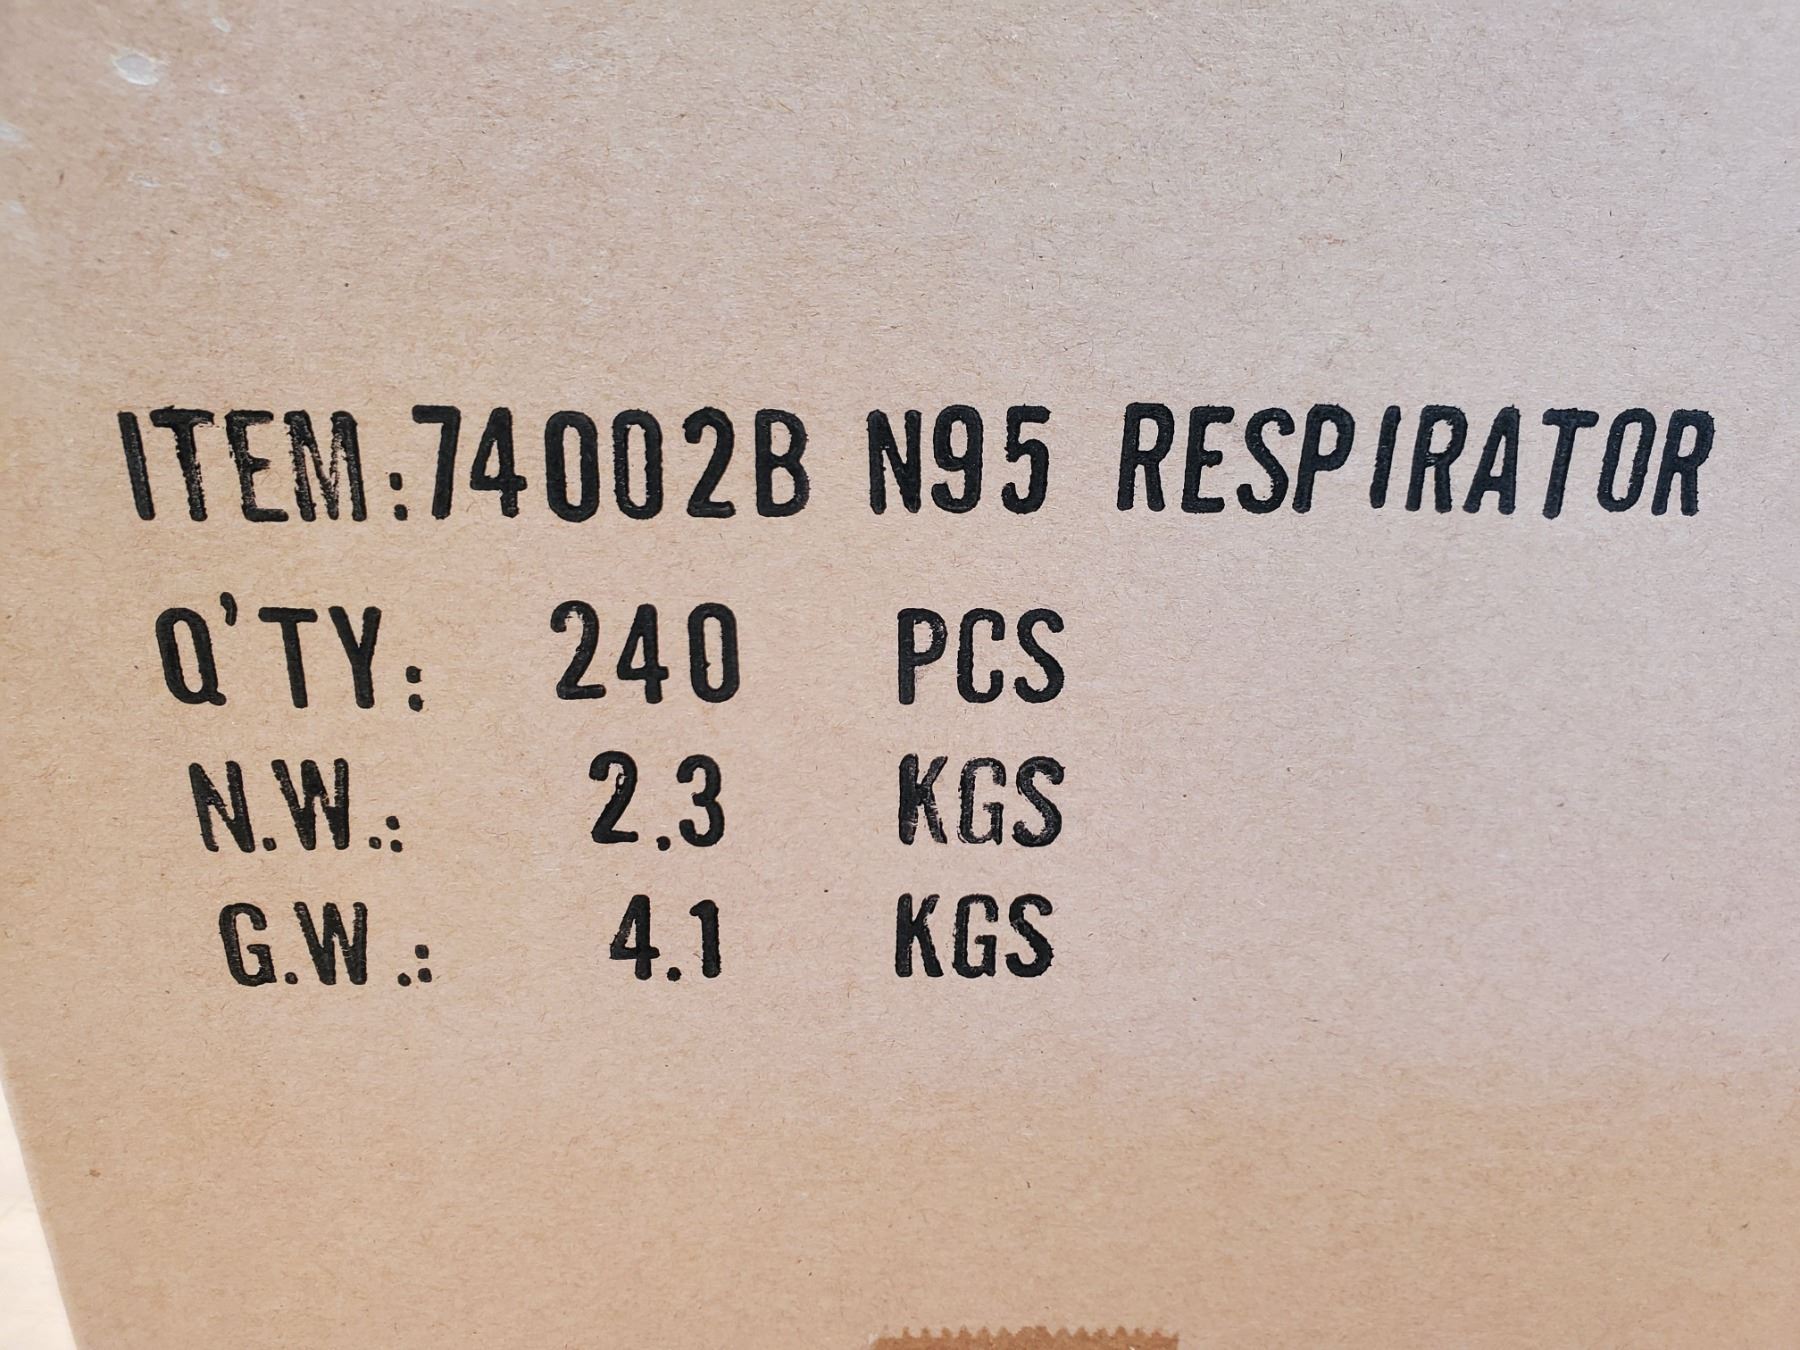 ITEM:74002B N95 RESPIRATOR
Q'TY: 240 PCS
N.W.: 2.3 KGS
G.W.: 4.1 KGS